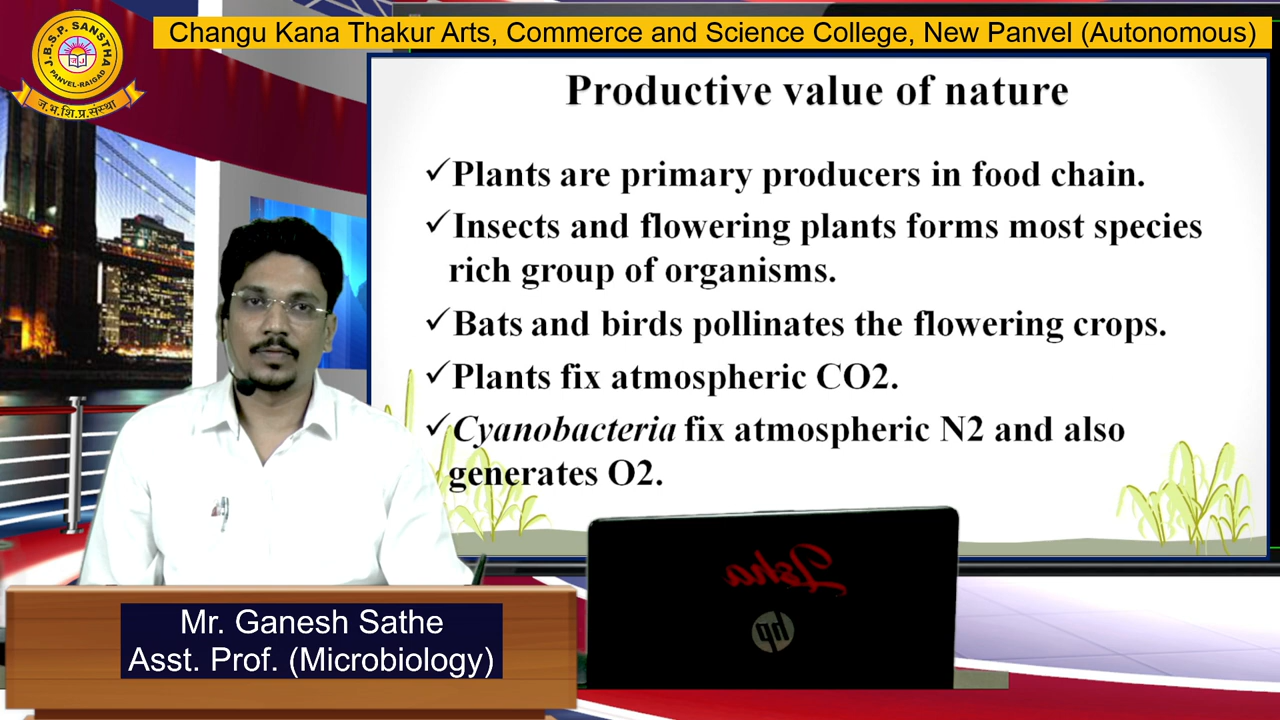 Changu Kana Thakur Arts, Commerce and Science College, New Panvel (Autonomous)
J.B.S.P. SANSTHA
PANVEL-RAIGAD
ज.भ.शि.प्र.संस्था
Productive value of nature
✓Plants are primary producers in food chain.
✓Insects and flowering plants forms most species
rich group of organisms.
✓Bats and birds pollinates the flowering crops.
✓Plants fix atmospheric CO2.
✓Cyanobacteria fix atmospheric N2 and also
generates O2.
Isha
hp
Mr. Ganesh Sathe
Asst. Prof. (Microbiology)